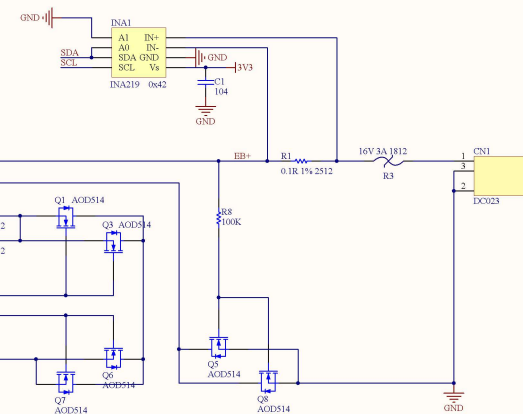 GND
INA1
A1 IN+
A0 IN-
SDA SDA GND GND
SCL SCL Vs 3V3
INA219 0x42
C1
104
GND
EB+ R1
0.1R 1% 2512
16V 3A 1812
R3
CN1
1
3
2
DC023
R8
100K
Q1 AOD514
Q3 AOD514
2
2
Q5
AOD514
Q6
AOD514
Q7
AOD514
Q8
AOD514
GND